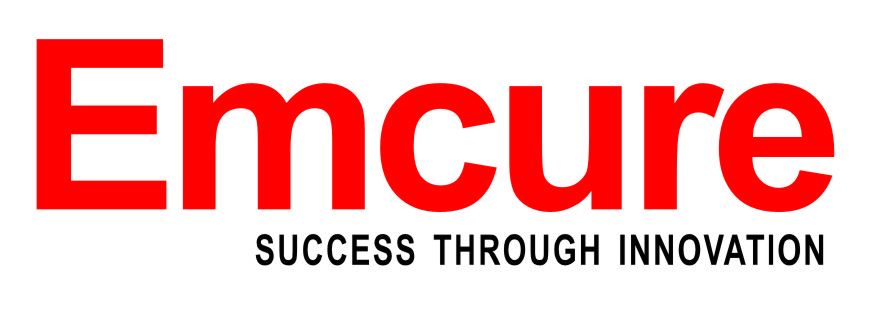 Emcure
SUCCESS THROUGH INNOVATION